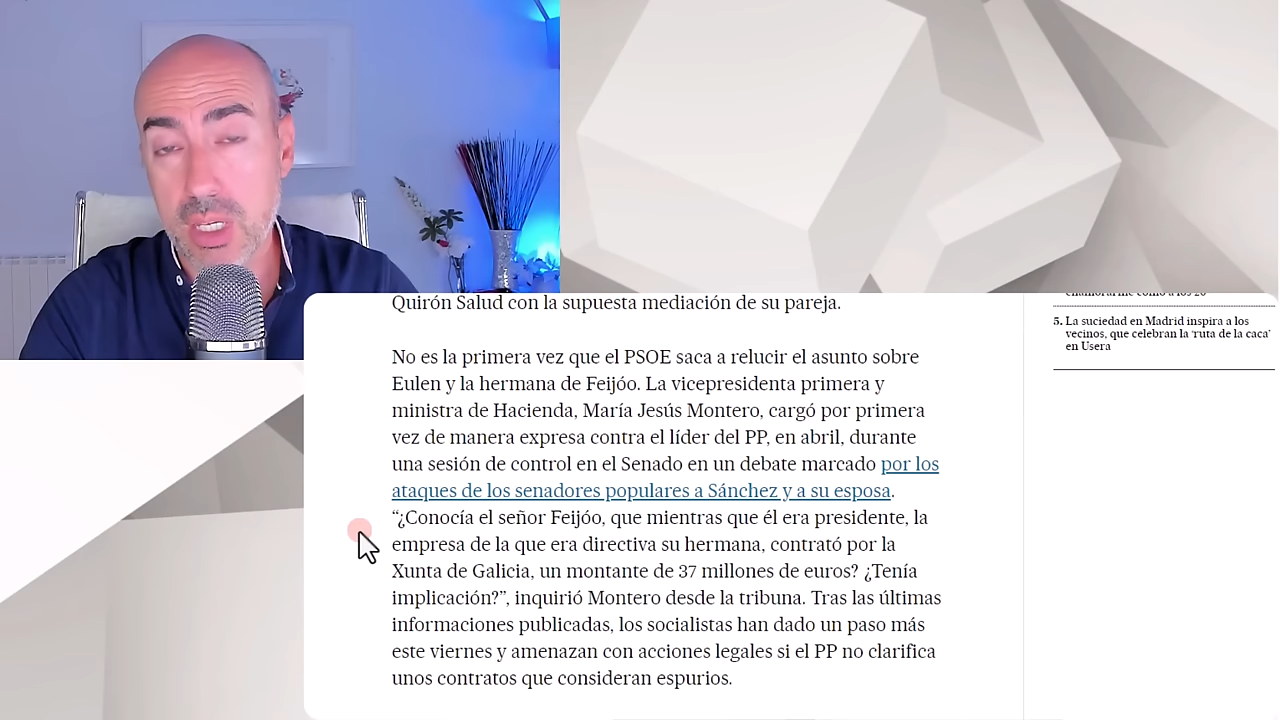 Quirón Salud con la supuesta mediación de su pareja.
No es la primera vez que el PSOE saca a relucir el asunto sobre
Eulen y la hermana de Feijóo. La vicepresidenta primera y
ministra de Hacienda, María Jesús Montero, cargó por primera
vez de manera expresa contra el líder del PP, en abril, durante
una sesión de control en el Senado en un debate marcado por los
ataques de los senadores populares a Sánchez y a su esposa.
“¿Conocía el señor Feijóo, que mientras que él era presidente, la
empresa de la que era directiva su hermana, contrató por la
Xunta de Galicia, un montante de 37 millones de euros? ¿Tenía
implicación?”, inquirió Montero desde la tribuna. Tras las últimas
informaciones publicadas, los socialistas han dado un paso más
este viernes y amenazan con acciones legales si el PP no clarifica
unos contratos que consideran espurios.
5. La suciedad en Madrid inspira a los
vecinos, que celebran la ‘ruta de la caca’
en Usera